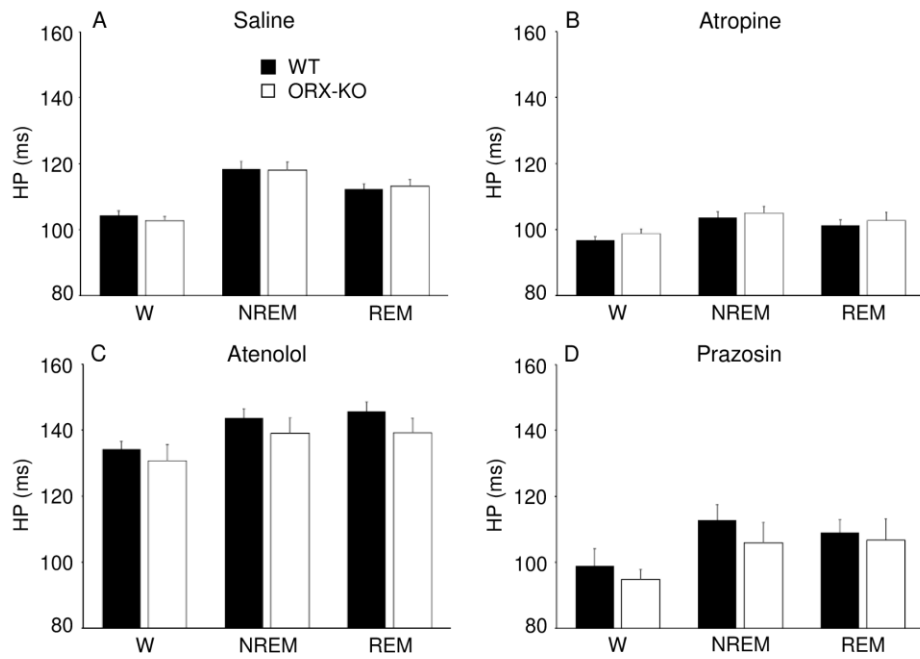 A
Saline
WT
ORX-KO
HP (ms)
160
140
120
100
80
W NREM REM
B
Atropine
HP (ms)
160
140
120
100
80
W NREM REM
C
Atenolol
HP (ms)
160
140
120
100
80
W NREM REM
D
Prazosin
HP (ms)
160
140
120
100
80
W NREM REM